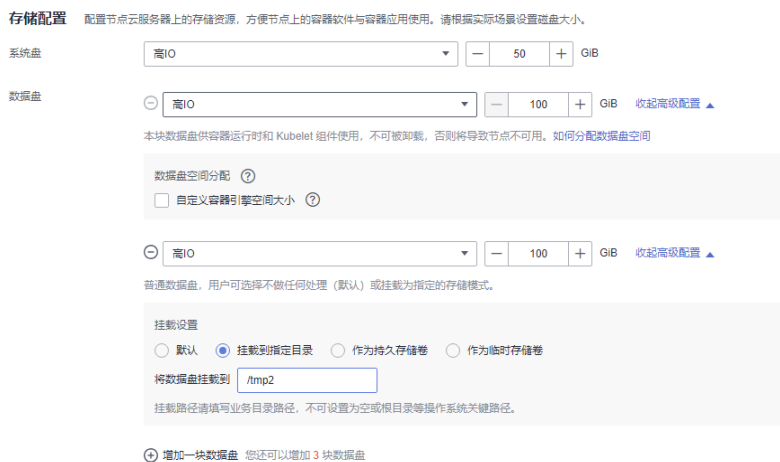 存储配置 配置节点云服务器上的存储资源，方便节点上的容器软件与容器应用使用。请根据实际场景设置磁盘大小。
系统盘 高IO 50 GiB
数据盘 高IO 100 GiB 收起高级配置
本块数据盘供容器运行时和 Kubelet 组件使用，不可被卸载，否则将导致节点不可用。如何分配数据盘空间
数据盘空间分配 ?
自定义容器引擎空间大小 ?
高IO 100 GiB 收起高级配置
普通数据盘，用户可选择不做任何处理（默认）或挂载为指定的存储模式。
挂载设置
默认 挂载到指定目录 作为持久存储卷 作为临时存储卷
将数据盘挂载到 /tmp2
挂载路径请填写业务目录路径，不可设置为空或根目录等操作系统关键路径。
增加一块数据盘 您还可以增加 3 块数据盘